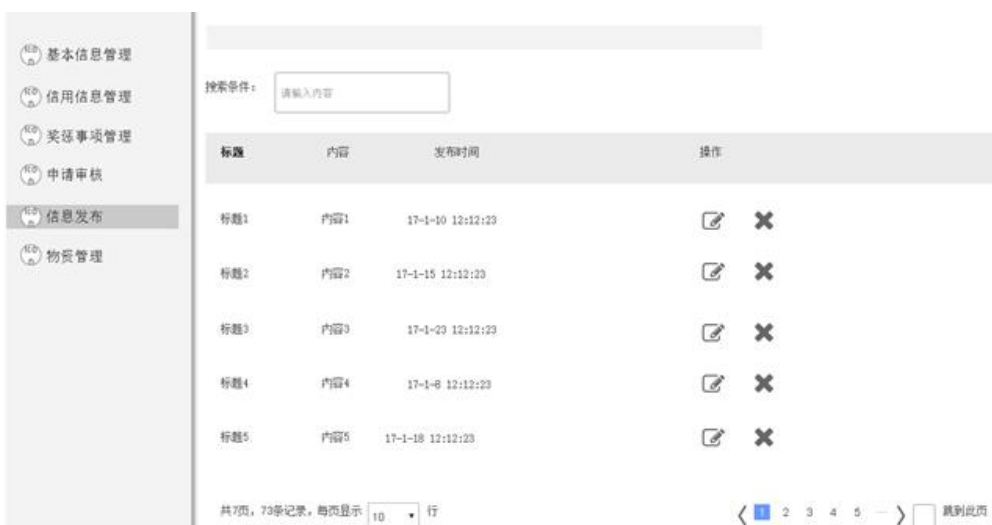 基本信息管理
信用信息管理
奖惩事项管理
申请审核
信息发布
物资管理
搜索条件: 请输入内容
标题 内容 发布时间 操作
标题1 内容1 17-1-10 12:12:23
标题2 内容2 17-1-15 12:12:23
标题3 内容3 17-1-23 12:12:23
标题4 内容4 17-1-8 12:12:23
标题5 内容5 17-1-18 12:12:23
共7页，73条记录，每页显示 10 行 1 2 3 4 5 … 跳到此页